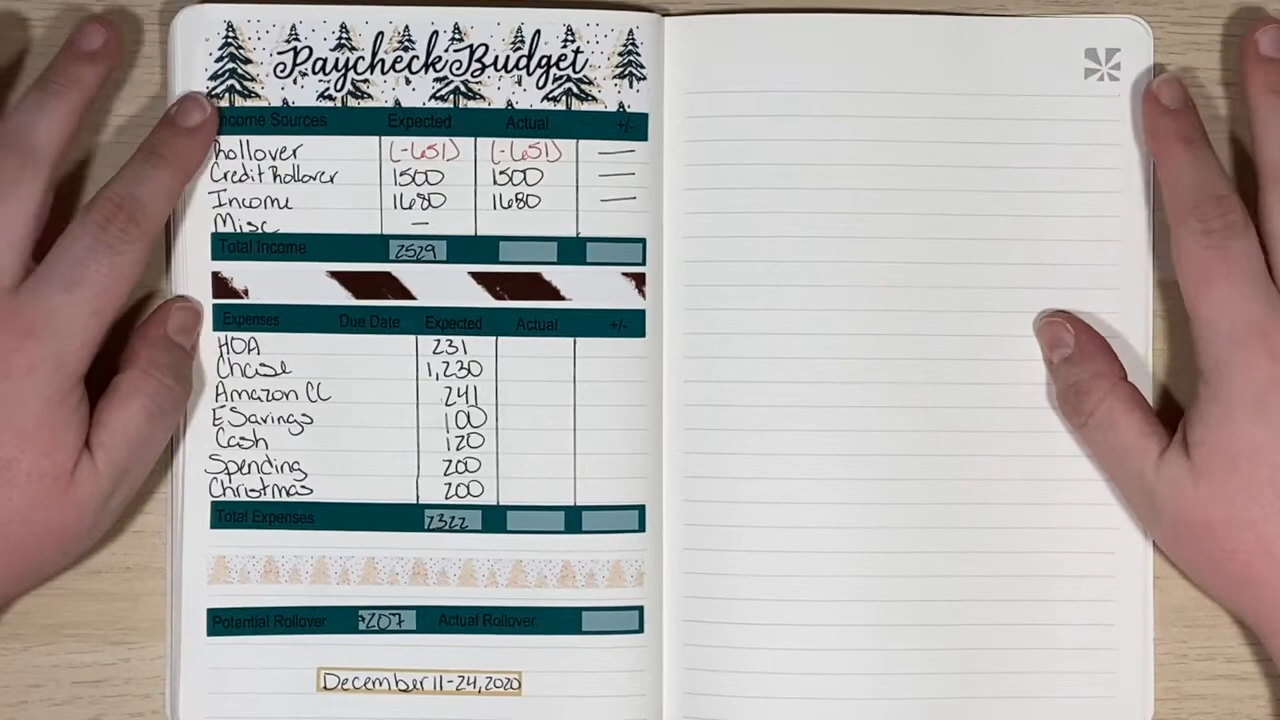 Paycheck Budget
Income Sources Expected Actual +/-
Rollover (-651) (-651) —
Credit Rollover 1500 1500 —
Income 1680 1680 —
Misc —
Total Income 2529
Expenses Due Date Expected Actual +/-
HOA 231
Chase 1,230
Amazon CC 241
E Savings 100
Cash 120
Spending 200
Christmas 200
Total Expenses 2322
Potential Rollover +207 Actual Rollover
December 11-24, 2020